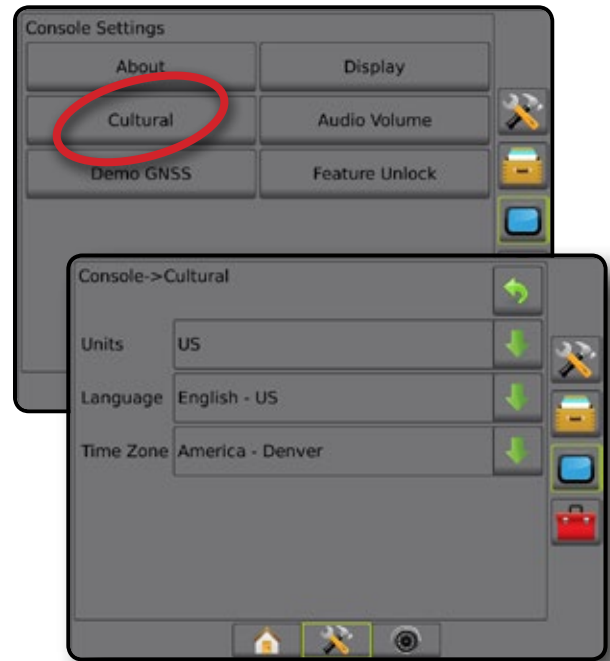 Console Settings
About Display
Cultural Audio Volume
Demo GNSS Feature Unlock
Console->Cultural
Units US
Language English - US
Time Zone America - Denver